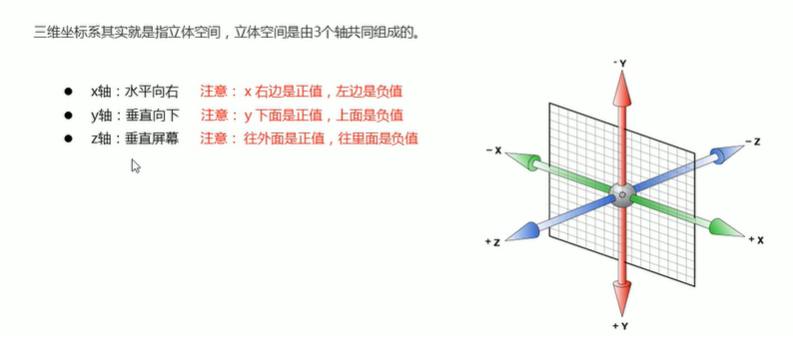 三维坐标系其实就是指立体空间，立体空间是由3个轴共同组成的。
● x轴：水平向右 注意： x 右边是正值，左边是负值
● y轴：垂直向下 注意： y 下面是正值，上面是负值
● z轴：垂直屏幕 注意： 往外面是正值，往里面是负值
- Y
- X
- Z
+ Z
+ X
+ Y